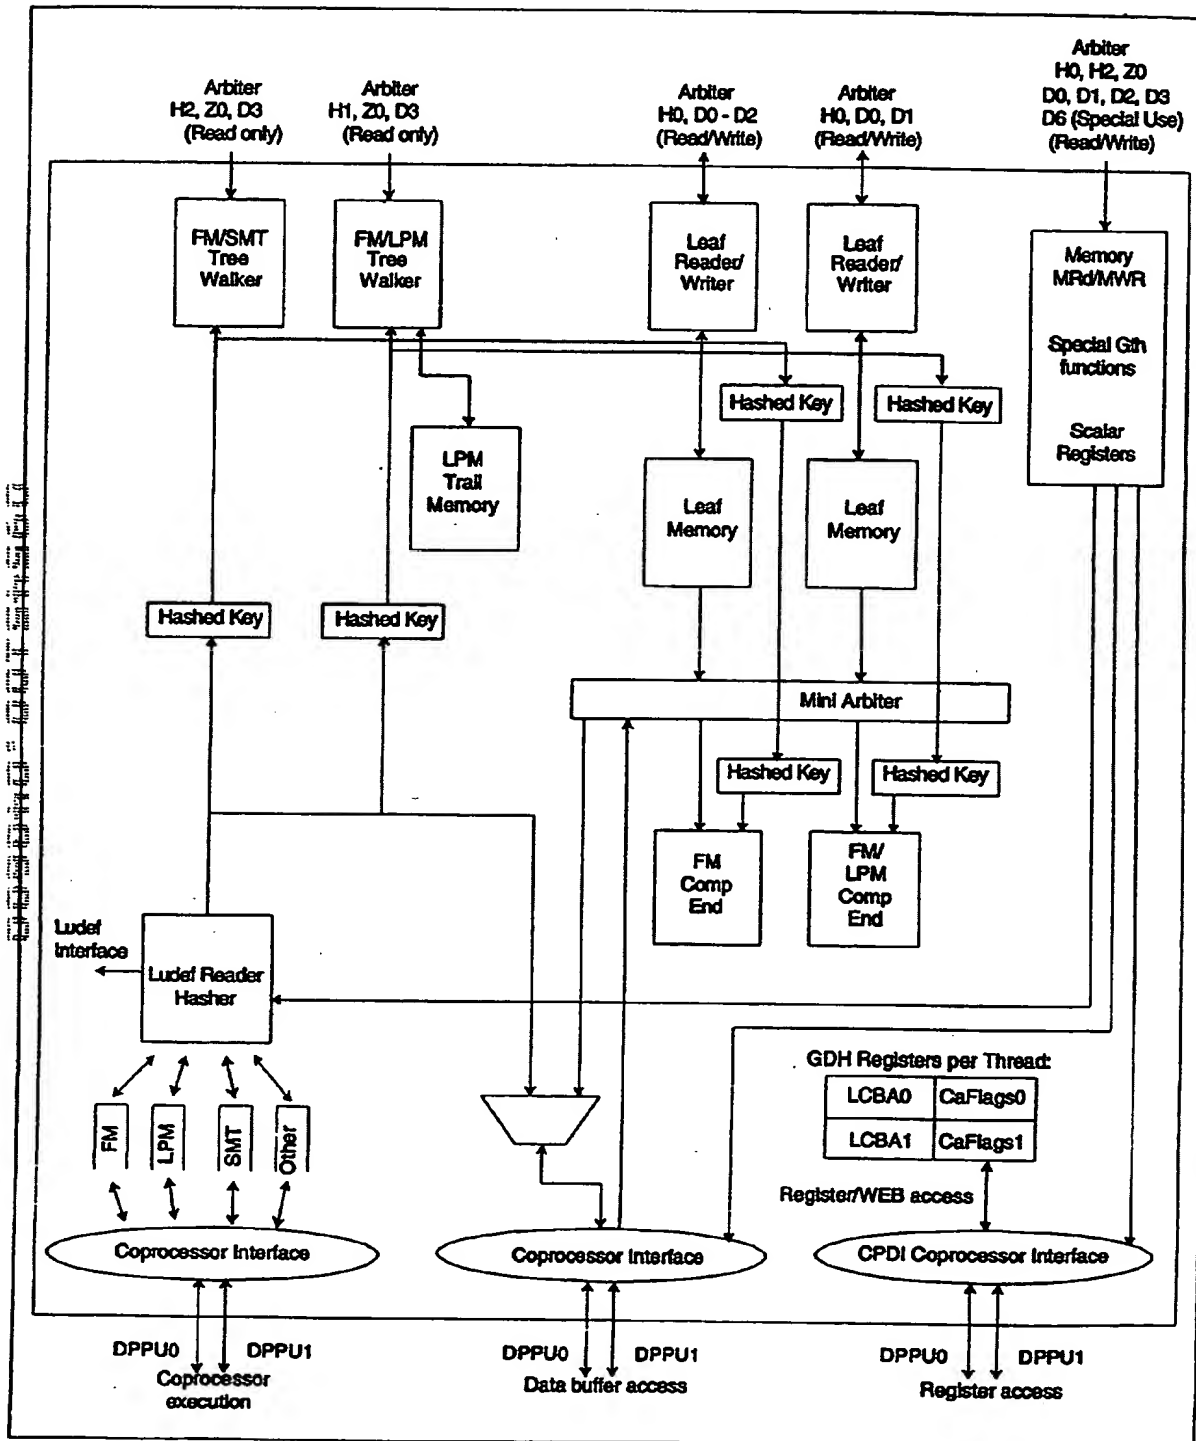 Arbiter
H2, Z0, D3
(Read only)
Arbiter
H1, Z0, D3
(Read only)
Arbiter
H0, D0 - D2
(Read/Write)
Arbiter
H0, D0, D1
(Read/Write)
Arbiter
H0, H2, Z0
D0, D1, D2, D3
D6 (Special Use)
(Read/Write)
FM/SMT
Tree
Walker
FM/LPM
Tree
Walker
Leaf
Reader/
Writer
Leaf
Reader/
Writer
Memory
MRd/MWR
Special Gth
functions
Scalar
Registers
Hashed Key
Hashed Key
LPM
Trail
Memory
Leaf
Memory
Leaf
Memory
Hashed Key
Hashed Key
Mini Arbiter
Hashed Key
Hashed Key
FM
Comp
End
FM/
LPM
Comp
End
Ludef
Interface
Ludef Reader
Hasher
GDH Registers per Thread:
LCBA0 CaFlags0
LCBA1 CaFlags1
FM
LPM
SMT
Other
Register/WEB access
Coprocessor Interface
Coprocessor Interface
CPDI Coprocessor Interface
DPPU0 DPPU1
Coprocessor
execution
DPPU0 DPPU1
Data buffer access
DPPU0 DPPU1
Register access